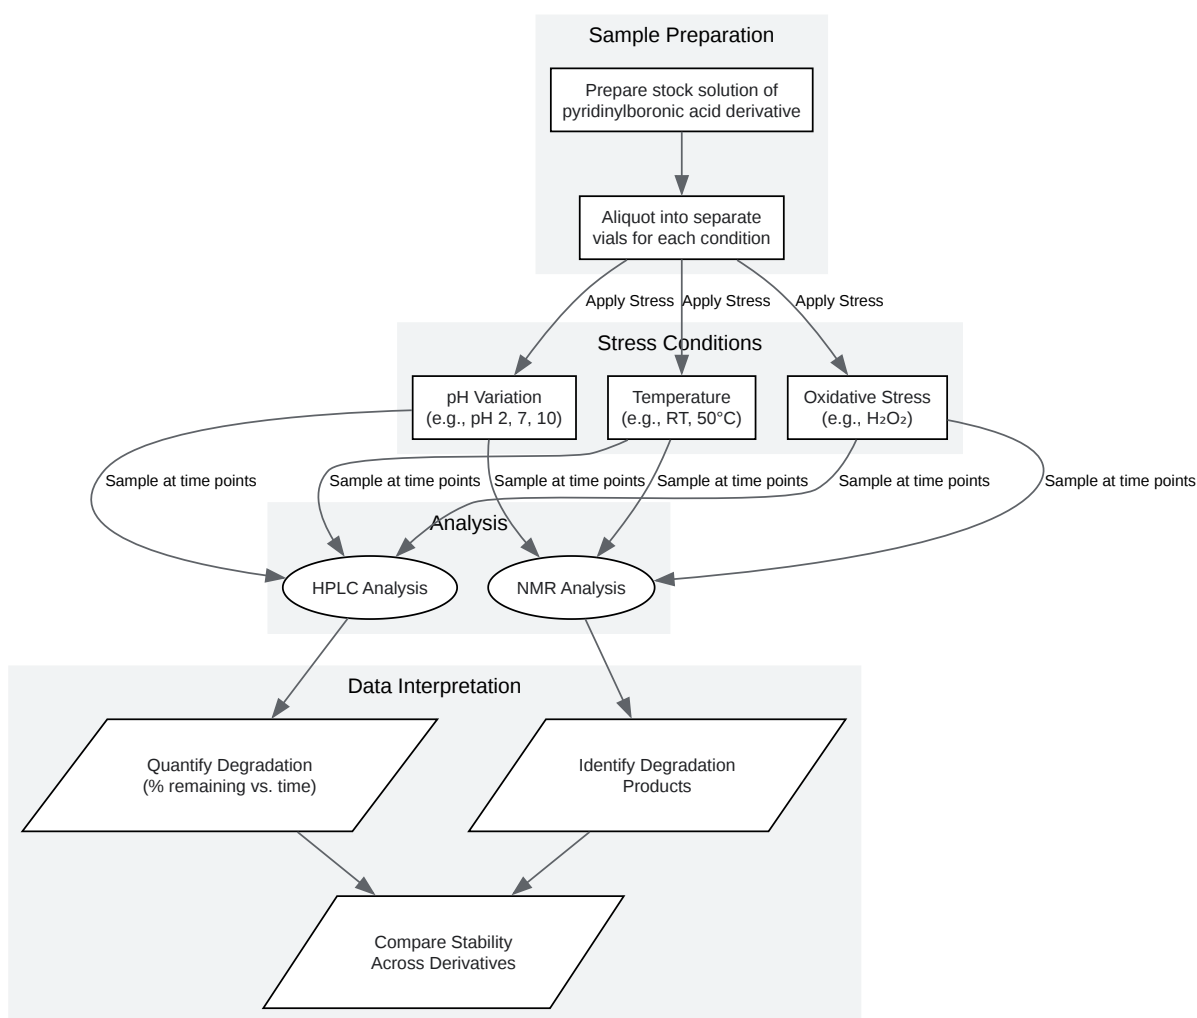 Sample Preparation
Prepare stock solution of
pyridinylboronic acid derivative
Aliquot into separate
vials for each condition
Apply Stress
Apply Stress
Apply Stress
Stress Conditions
pH Variation
(e.g., pH 2, 7, 10)
Temperature
(e.g., RT, 50°C)
Oxidative Stress
(e.g., H₂O₂)
Sample at time points
Sample at time points
Sample at time points
Sample at time points
Sample at time points
Sample at time points
Analysis
HPLC Analysis
NMR Analysis
Data Interpretation
Quantify Degradation
(% remaining vs. time)
Identify Degradation
Products
Compare Stability
Across Derivatives